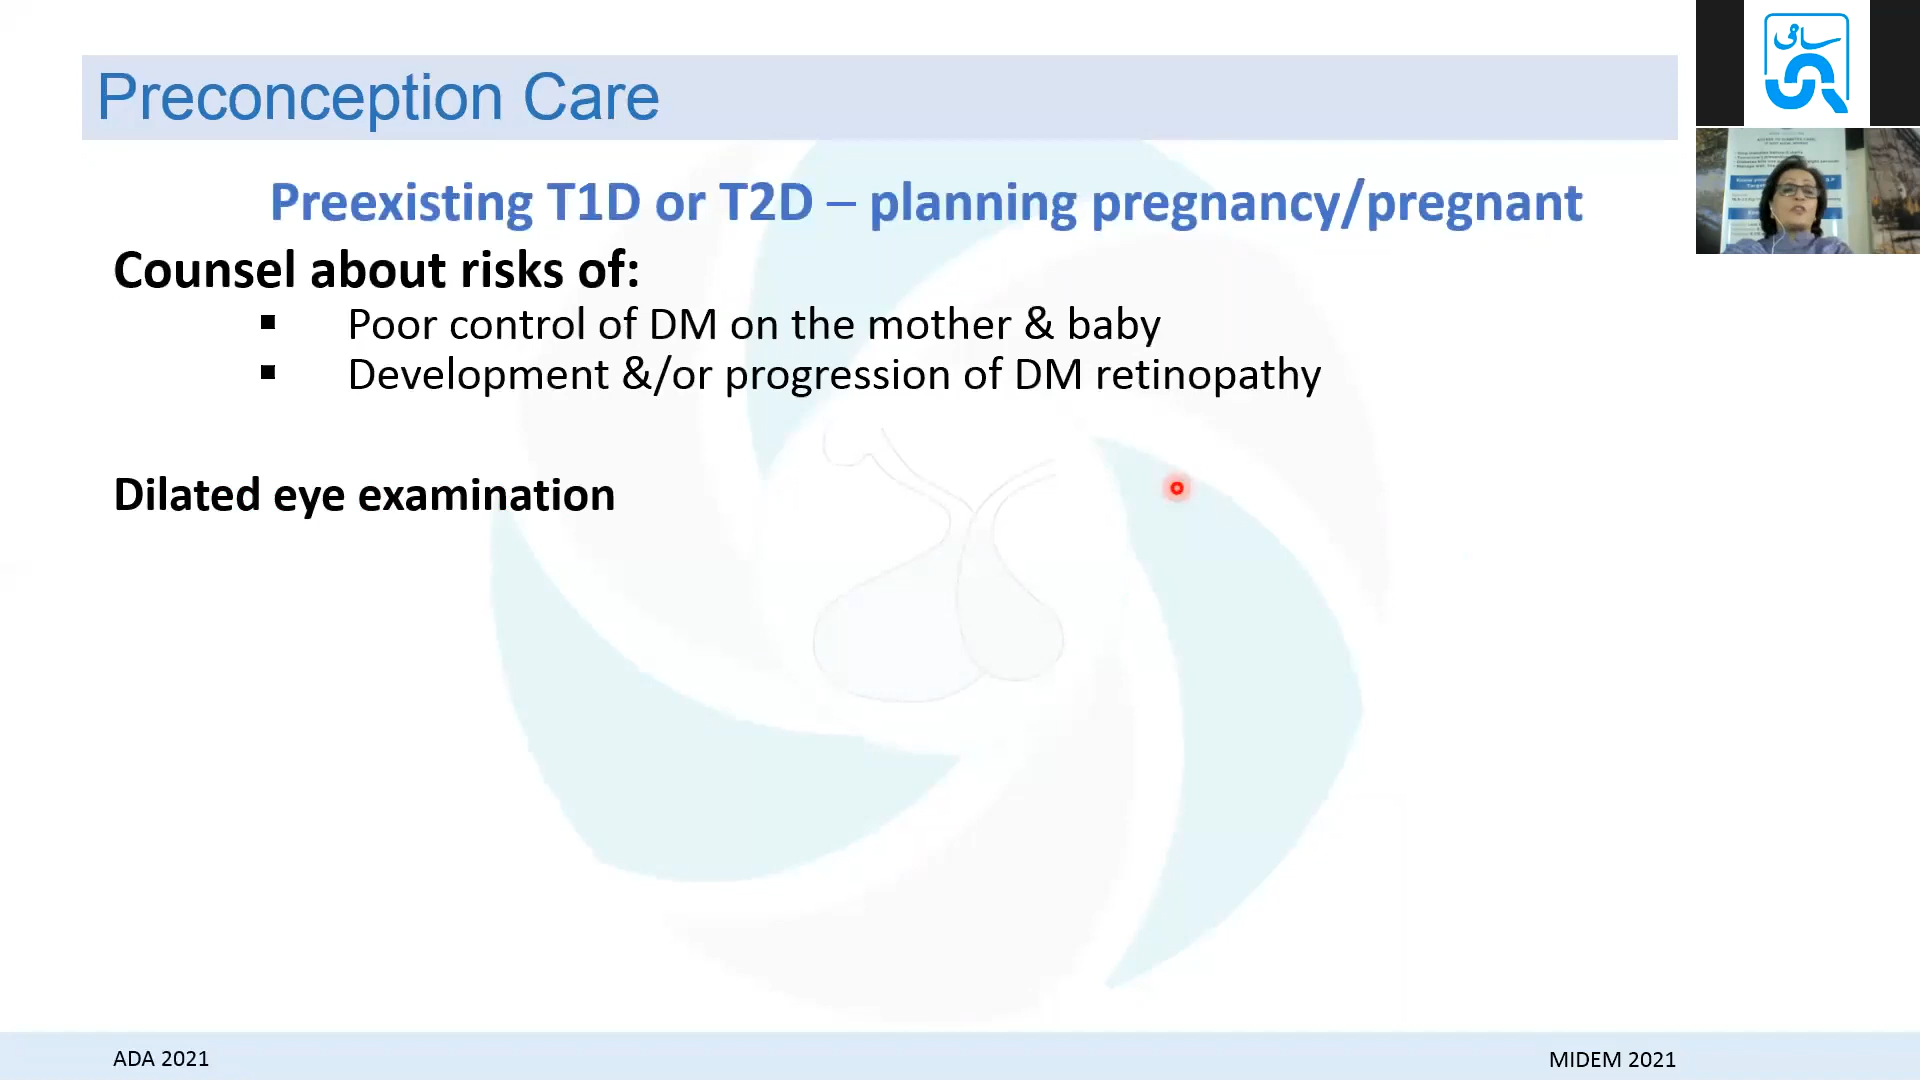 Preconception Care
Preexisting T1D or T2D – planning pregnancy/pregnant
Counsel about risks of:
▪ Poor control of DM on the mother & baby
▪ Development &/or progression of DM retinopathy
Dilated eye examination
ADA 2021
MIDEM 2021